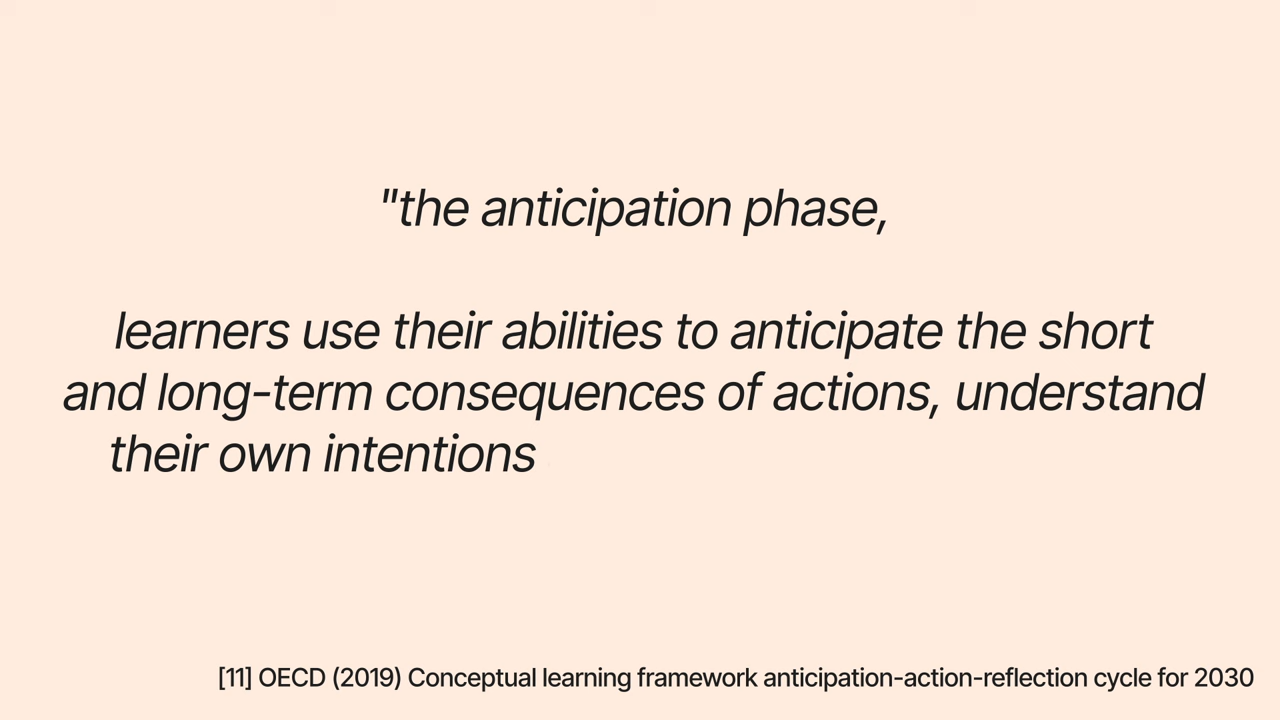 "the anticipation phase,
learners use their abilities to anticipate the short
and long-term consequences of actions, understand
their own intentions
[11] OECD (2019) Conceptual learning framework anticipation-action-reflection cycle for 2030